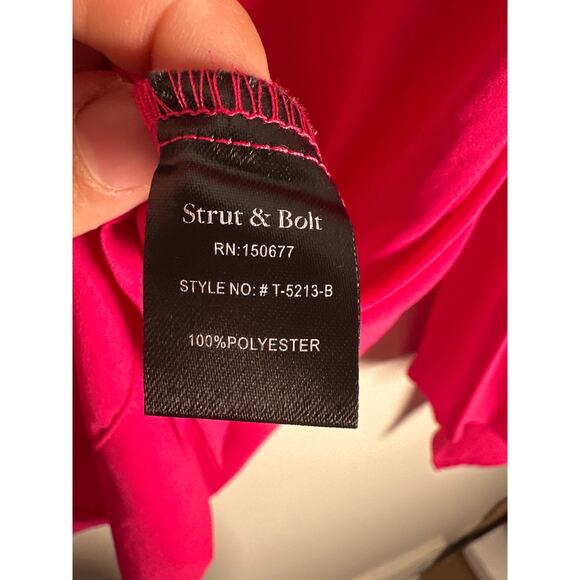 Strut & Bolt
RN:150677
STYLE NO: # T-5213-B
100%POLYESTER